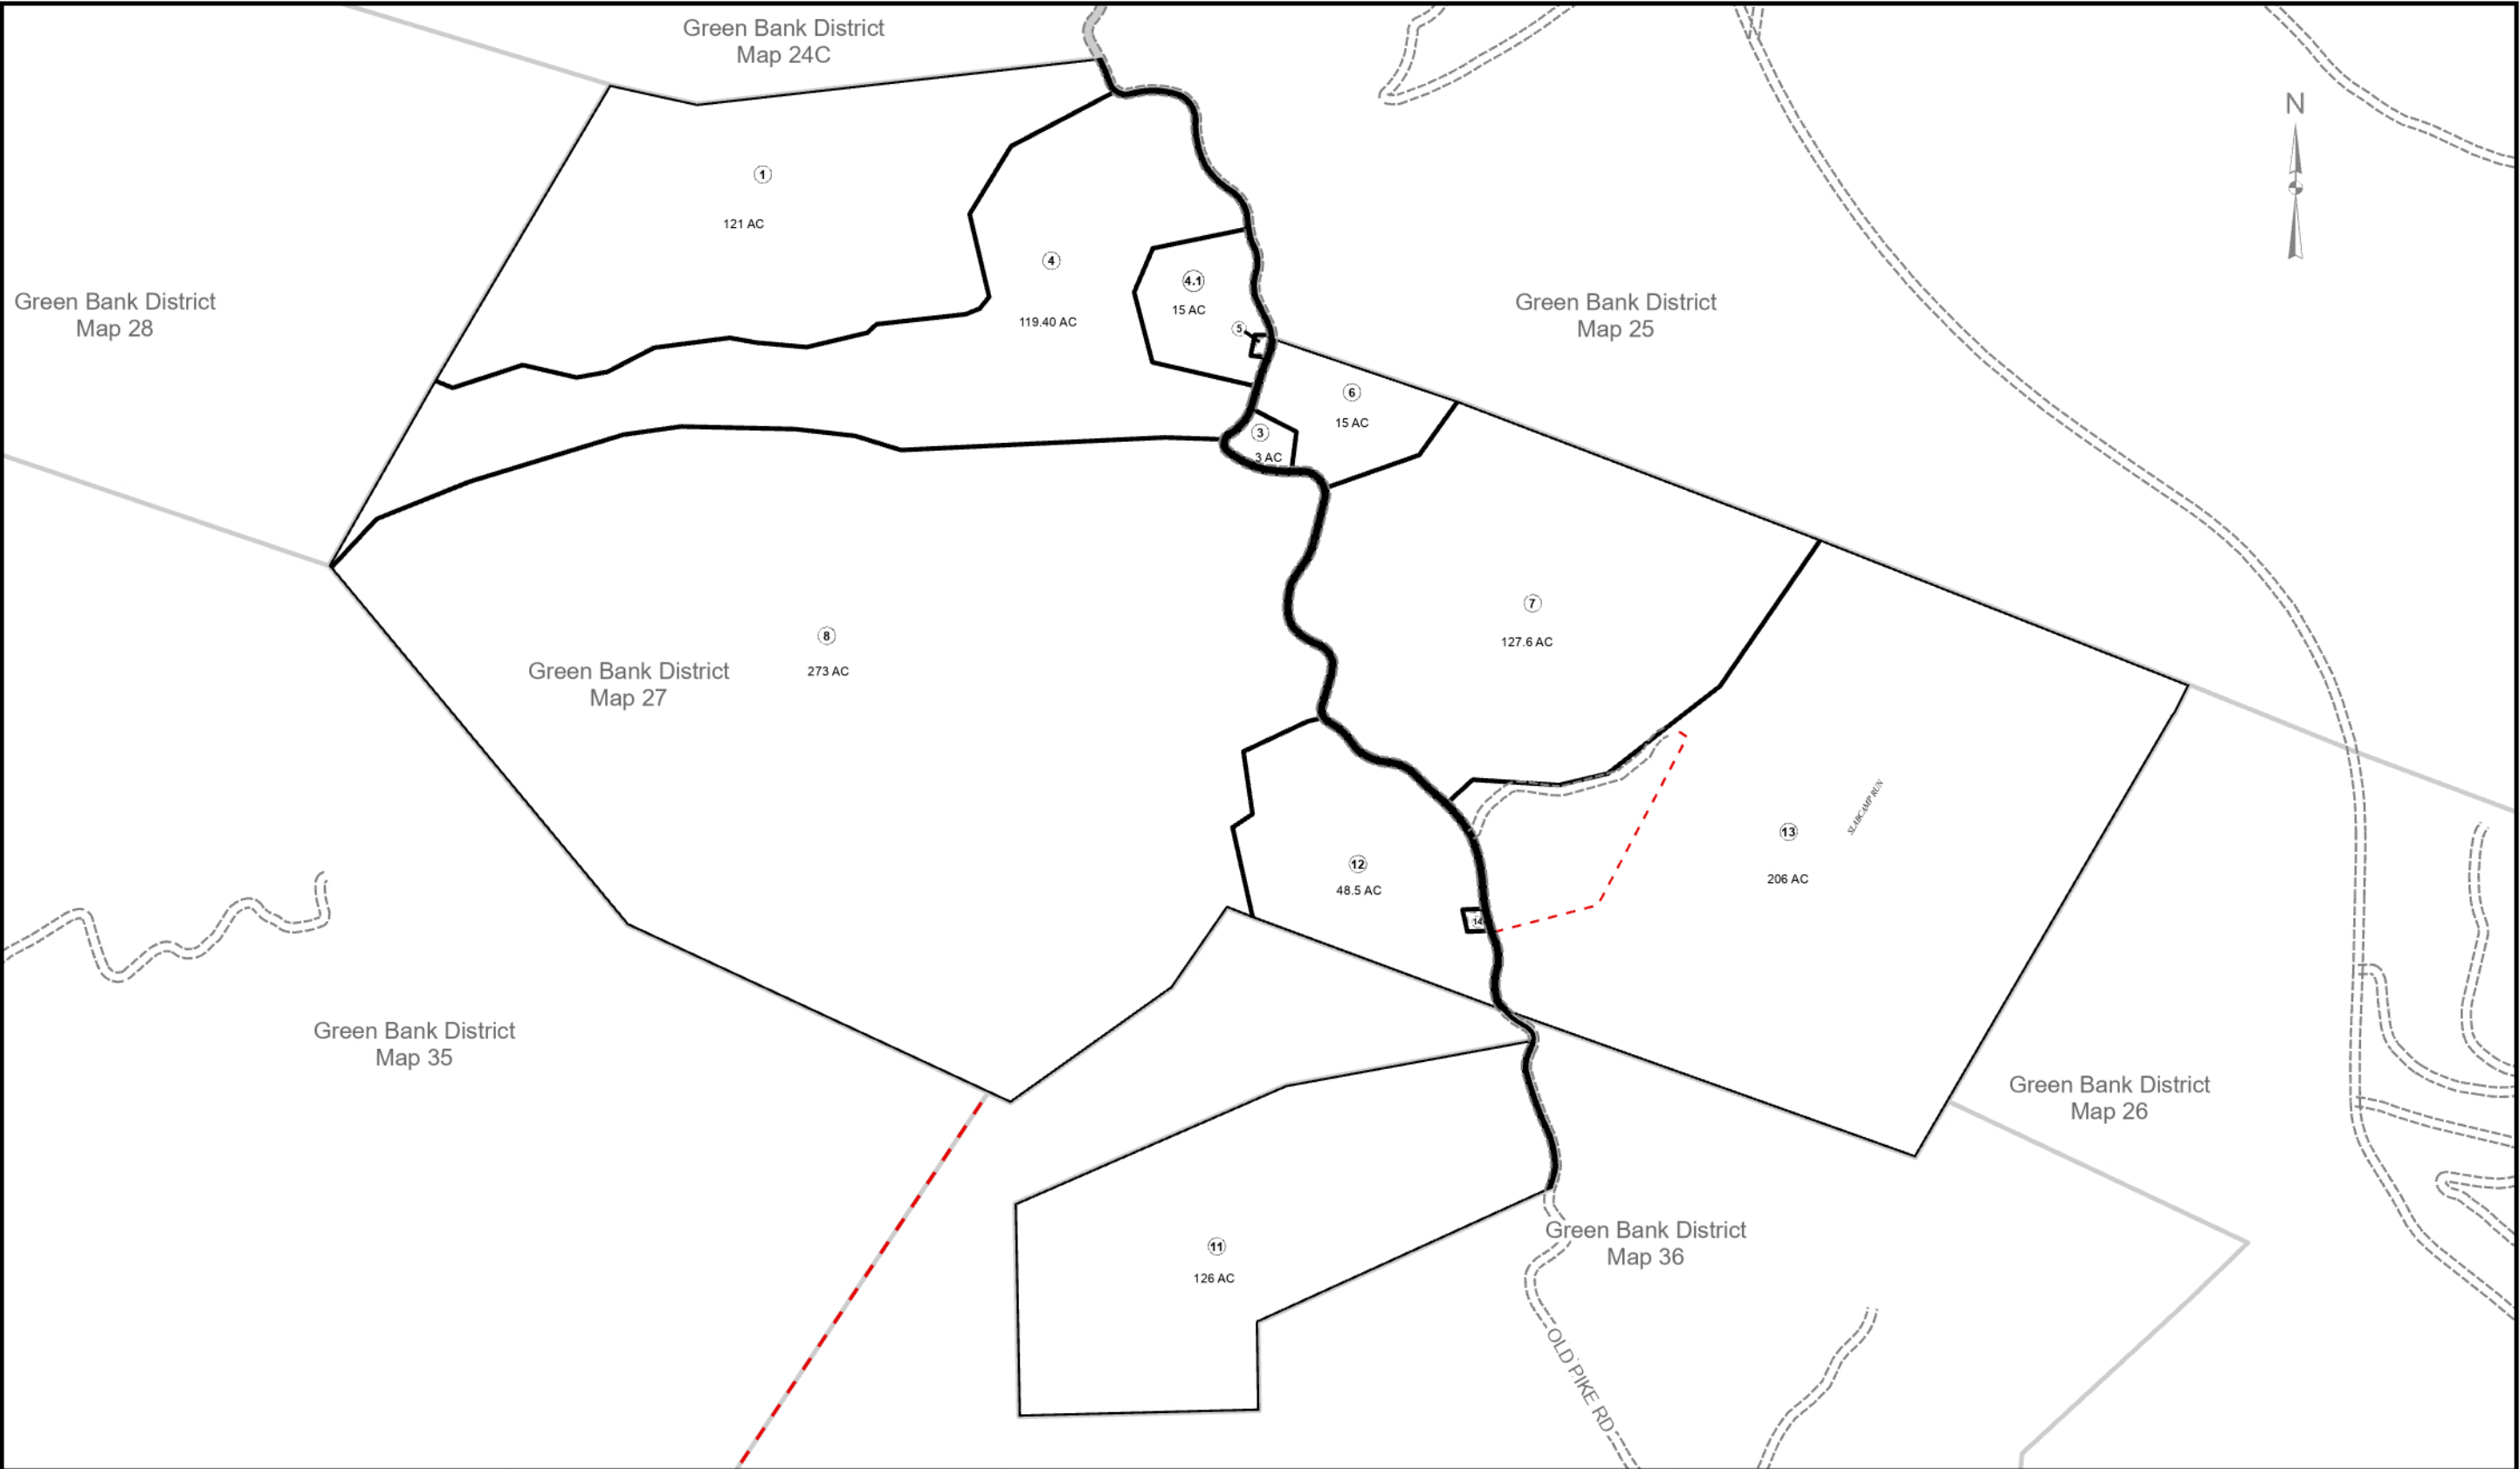 Green Bank District
Map 24C
N
1
121 AC
Green Bank District
Map 28
4
119.40 AC
4.1
15 AC
5
Green Bank District
Map 25
6
15 AC
3
3 AC
7
127.6 AC
8
273 AC
Green Bank District
Map 27
SLABCAMP RUN
13
206 AC
12
48.5 AC
14
Green Bank District
Map 35
Green Bank District
Map 26
Green Bank District
Map 36
11
126 AC
OLD PIKE RD